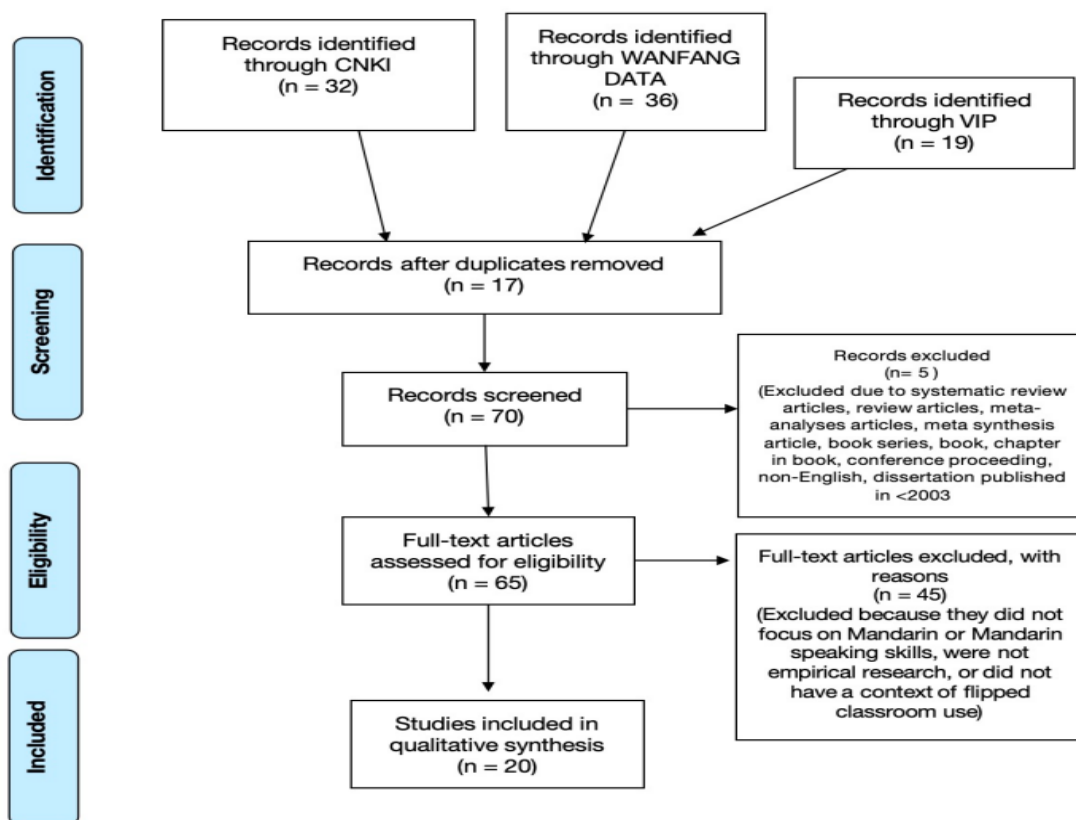 Identification
Records identified
through CNKI
(n = 32)
Records identified
through WANFANG
DATA
(n = 36)
Records identified
through VIP
(n = 19)
Screening
Records after duplicates removed
(n = 17)
Records screened
(n = 70)
Records excluded
(n= 5 )
(Excluded due to systematic review
articles, review articles, meta-
analyses articles, meta synthesis
article, book series, book, chapter
in book, conference proceeding,
non-English, dissertation published
in <2003
Eligibility
Full-text articles
assessed for eligibility
(n = 65)
Full-text articles excluded, with
reasons
(n = 45)
(Excluded because they did not
focus on Mandarin or Mandarin
speaking skills, were not
empirical research, or did not
have a context of flipped
classroom use)
Included
Studies included in
qualitative synthesis
(n = 20)